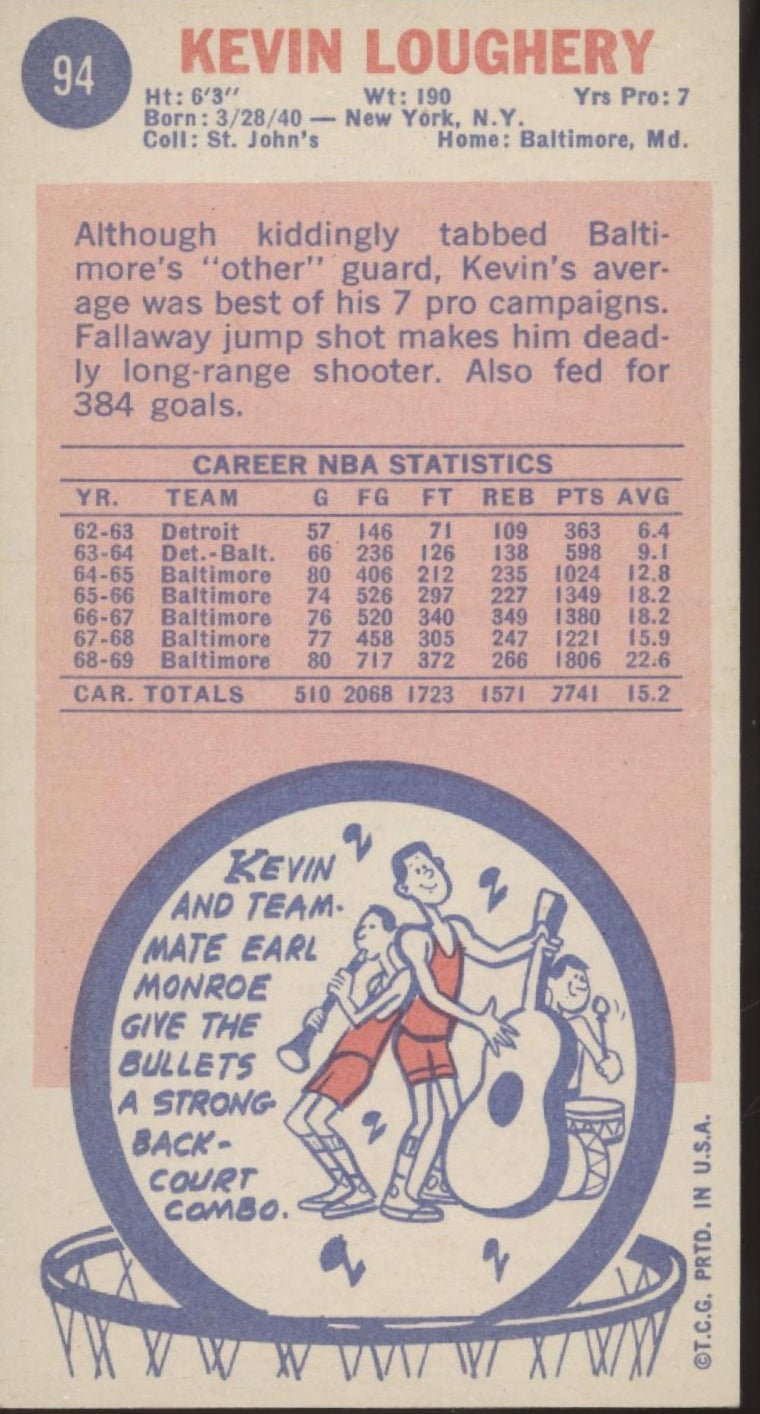 94
KEVIN LOUGHERY
Ht: 6'3" Wt: 190 Yrs Pro: 7
Born: 3/28/40 — New York, N.Y.
Coll: St. John's Home: Baltimore, Md.
Although kiddingly tabbed Balti-
more's "other" guard, Kevin's aver-
age was best of his 7 pro campaigns.
Fallaway jump shot makes him dead-
ly long-range shooter. Also fed for
384 goals.
CAREER NBA STATISTICS
YR. TEAM G FG FT REB PTS AVG
62-63 Detroit 57 146 71 109 363 6.4
63-64 Det.-Balt. 66 236 126 138 598 9.1
64-65 Baltimore 80 406 212 235 1024 12.8
65-66 Baltimore 74 526 297 227 1349 18.2
66-67 Baltimore 76 520 340 349 1380 18.2
67-68 Baltimore 77 458 305 247 1221 15.9
68-69 Baltimore 80 717 372 266 1806 22.6
CAR. TOTALS 510 2068 1723 1571 7741 15.2
KEVIN
AND TEAM-
MATE EARL
MONROE
GIVE THE
BULLETS
A STRONG
BACK-
COURT
COMBO.
©T.C.G. PRTD. IN U.S.A.